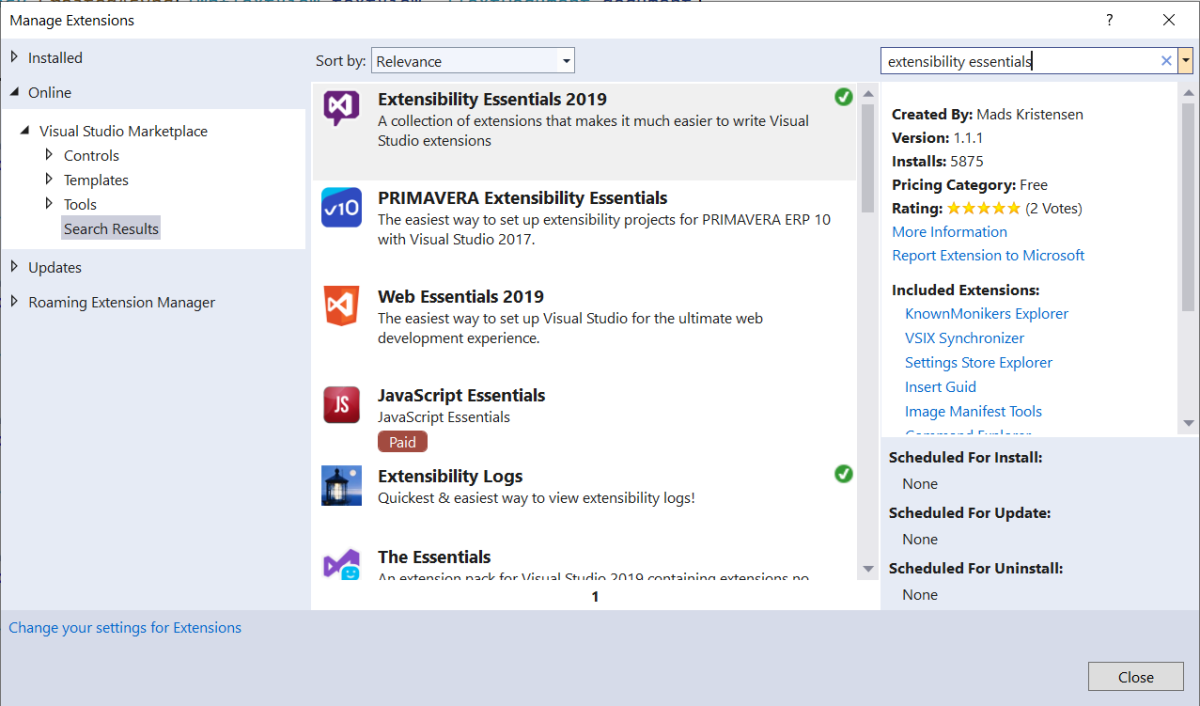 Manage Extensions
?
Installed
Online
Visual Studio Marketplace
Controls
Templates
Tools
Search Results
Updates
Roaming Extension Manager
Sort by: Relevance
Extensibility Essentials 2019
A collection of extensions that makes it much easier to write Visual
Studio extensions
v10
PRIMAVERA Extensibility Essentials
The easiest way to set up extensibility projects for PRIMAVERA ERP 10
with Visual Studio 2017.
Web Essentials 2019
The easiest way to set up Visual Studio for the ultimate web
development experience.
JS
JavaScript Essentials
JavaScript Essentials
Paid
Extensibility Logs
Quickest & easiest way to view extensibility logs!
The Essentials
An extension pack for Visual Studio 2019 containing extensions no
1
extensibility essentials
Created By: Mads Kristensen
Version: 1.1.1
Installs: 5875
Pricing Category: Free
Rating: (2 Votes)
More Information
Report Extension to Microsoft
Included Extensions:
KnownMonikers Explorer
VSIX Synchronizer
Settings Store Explorer
Insert Guid
Image Manifest Tools
Command Explorer
Scheduled For Install:
None
Scheduled For Update:
None
Scheduled For Uninstall:
None
Change your settings for Extensions
Close